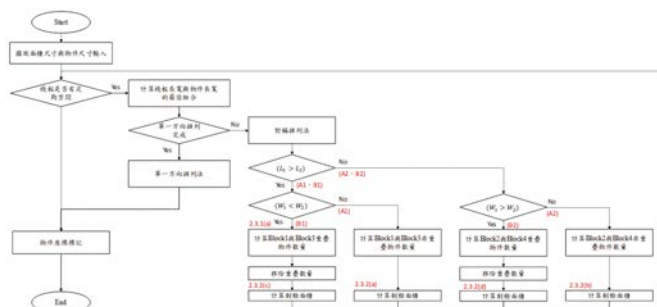 Start
擺放面積尺寸與物件尺寸輸入
棧板是否有足
夠空間
Yes
計算棧板長寬與物件長寬
的最佳組合
單一方向排列
完成
No
Yes
對稱排列法
單一方向排列法
(L₁ > L₂)
No
(A2、B2)
Yes
(A1、B1)
(W₁ < W₂)
No
(A1)
Yes
(B1)
2.3.1(a)
(W₁ > W₂)
No
(A2)
Yes
(B2)
物件座標標記
計算Block1與Block3重疊
物件數量
計算Block1與Block3非重
疊物件數量
計算Block2與Block4重疊
物件數量
計算Block2與Block4非重
疊物件數量
移除重疊數量
移除重疊數量
2.3.2(c)
2.3.2(a)
2.3.2(d)
2.3.2(b)
計算剩餘面積
計算剩餘面積
計算剩餘面積
計算剩餘面積
End